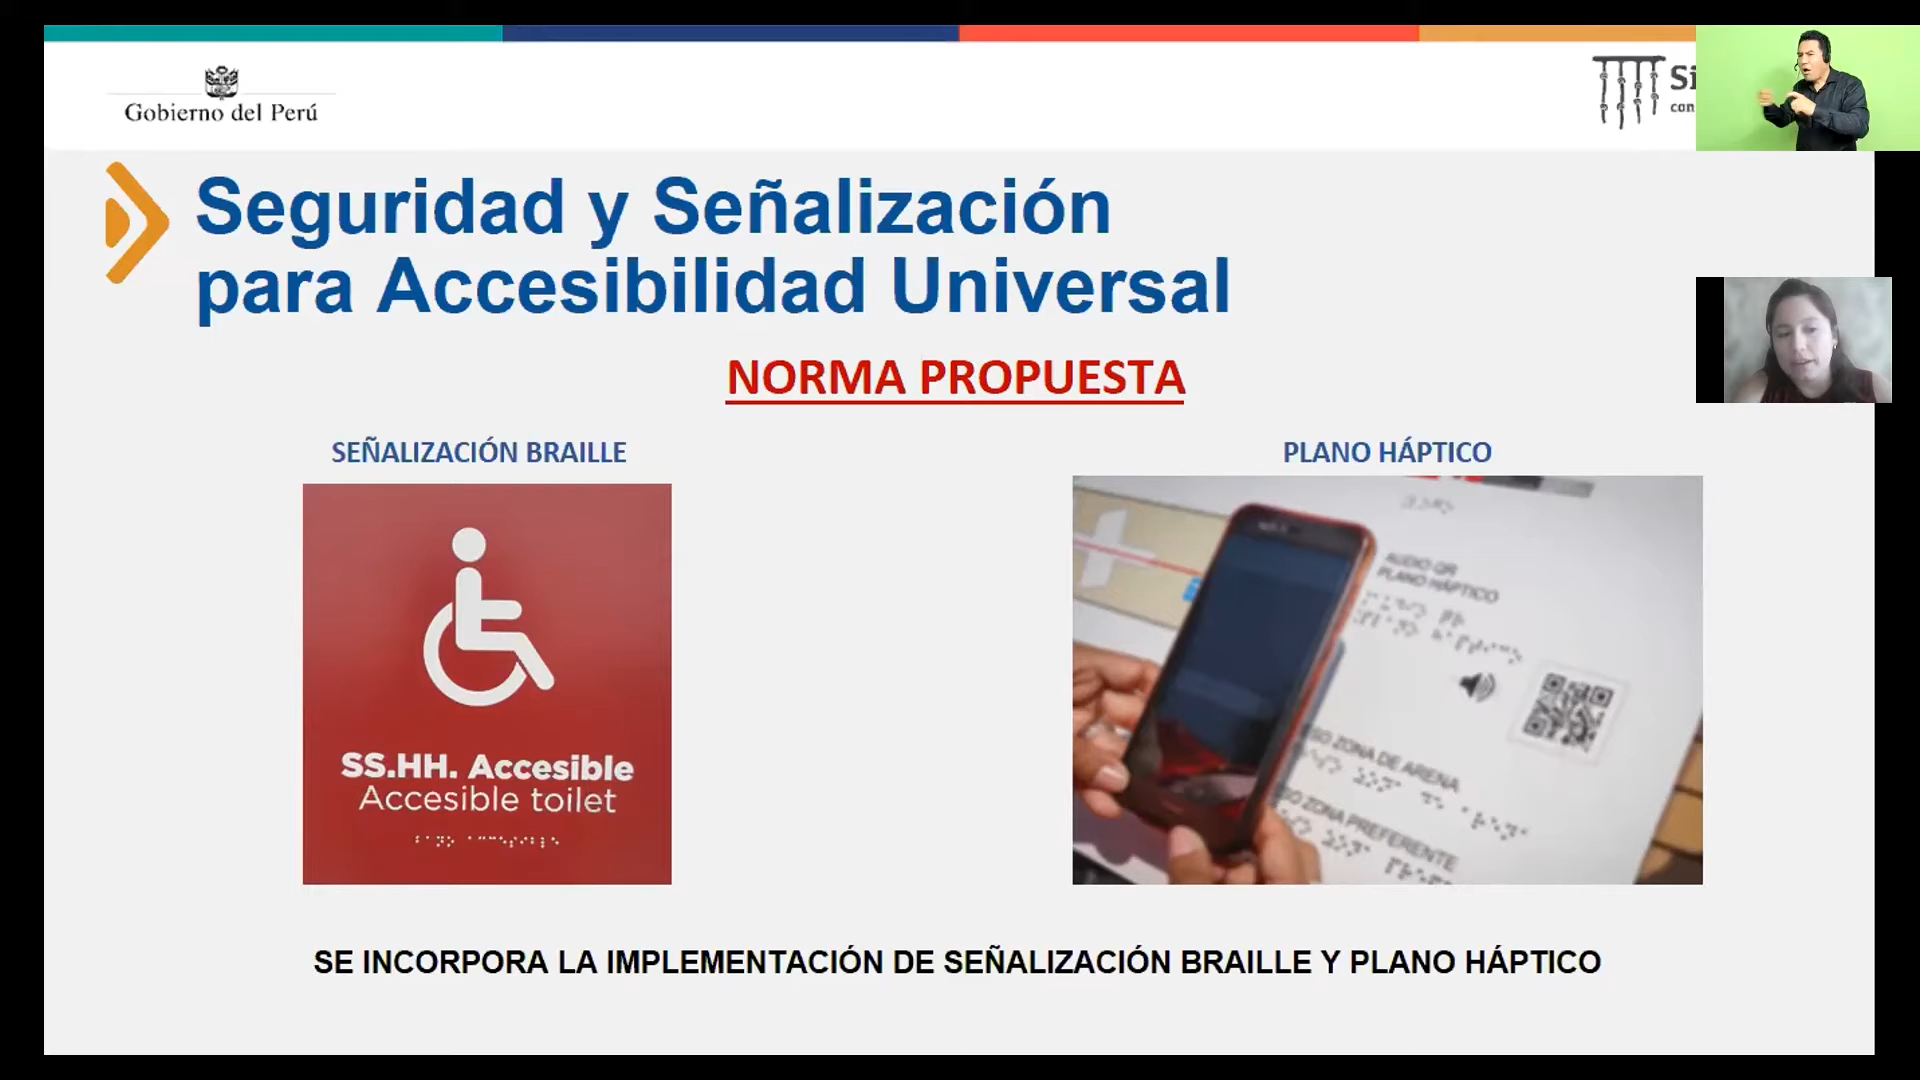 Gobierno del Perú
Seguridad y Señalización
para Accesibilidad Universal
NORMA PROPUESTA
SEÑALIZACIÓN BRAILLE
PLANO HÁPTICO
SS.HH. Accesible
Accesible toilet
AUDIO QR
PLANO HÁPTICO
ZONA DE ARENA
ZONA PREFERENTE
SE INCORPORA LA IMPLEMENTACIÓN DE SEÑALIZACIÓN BRAILLE Y PLANO HÁPTICO